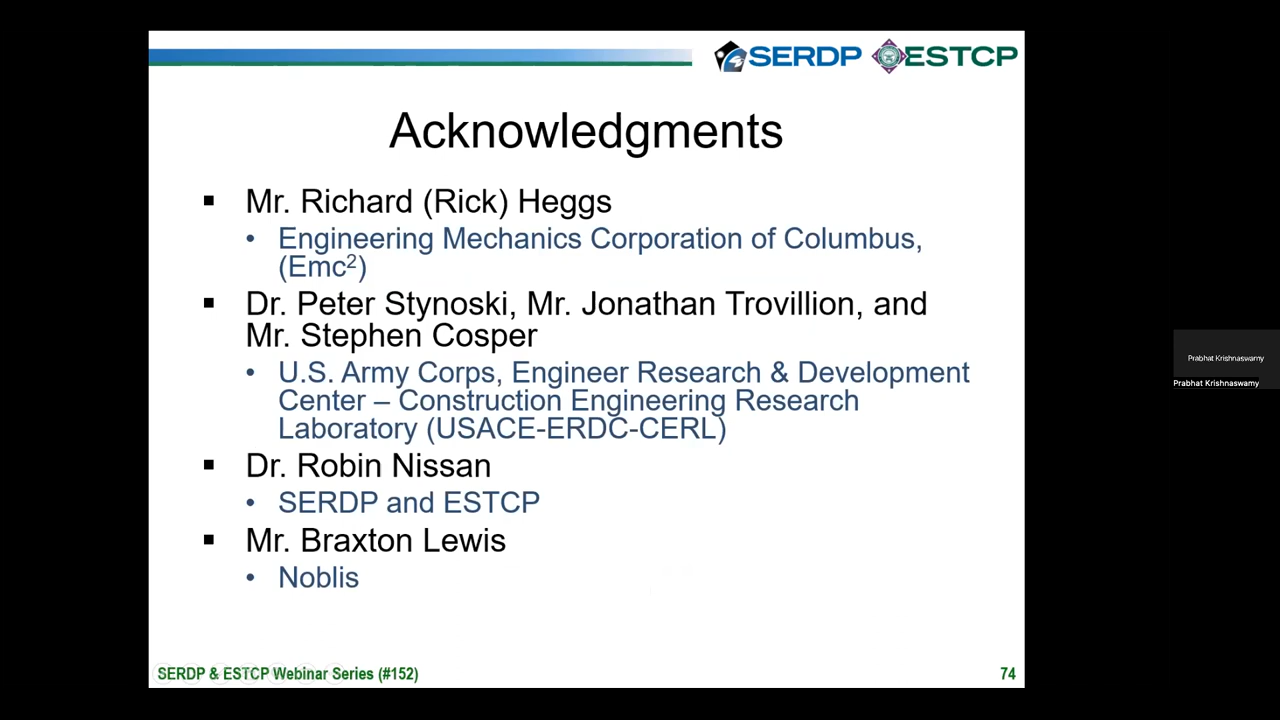 SERDP ESTCP
Acknowledgments
▪ Mr. Richard (Rick) Heggs
• Engineering Mechanics Corporation of Columbus,
(Emc²)
▪ Dr. Peter Stynoski, Mr. Jonathan Trovillion, and
Mr. Stephen Cosper
• U.S. Army Corps, Engineer Research & Development
Center – Construction Engineering Research
Laboratory (USACE-ERDC-CERL)
▪ Dr. Robin Nissan
• SERDP and ESTCP
▪ Mr. Braxton Lewis
• Noblis
SERDP & ESTCP Webinar Series (#152) 74
Prabhat Krishnaswamy
Prabhat Krishnaswamy